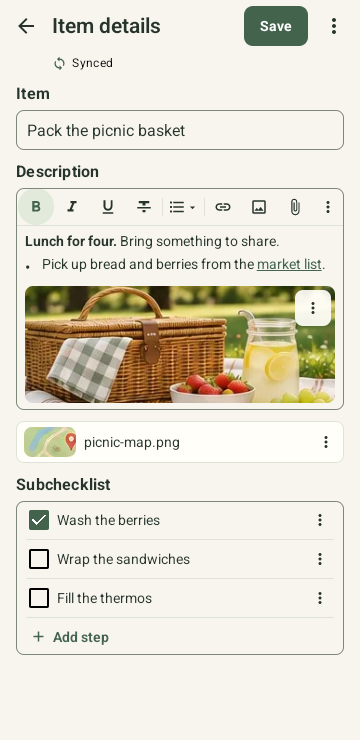 Item details
Save
Synced
Item
Pack the picnic basket
Description
B I U S
Lunch for four. Bring something to share.
• Pick up bread and berries from the market list.
picnic-map.png
Subchecklist
Wash the berries
Wrap the sandwiches
Fill the thermos
+ Add step